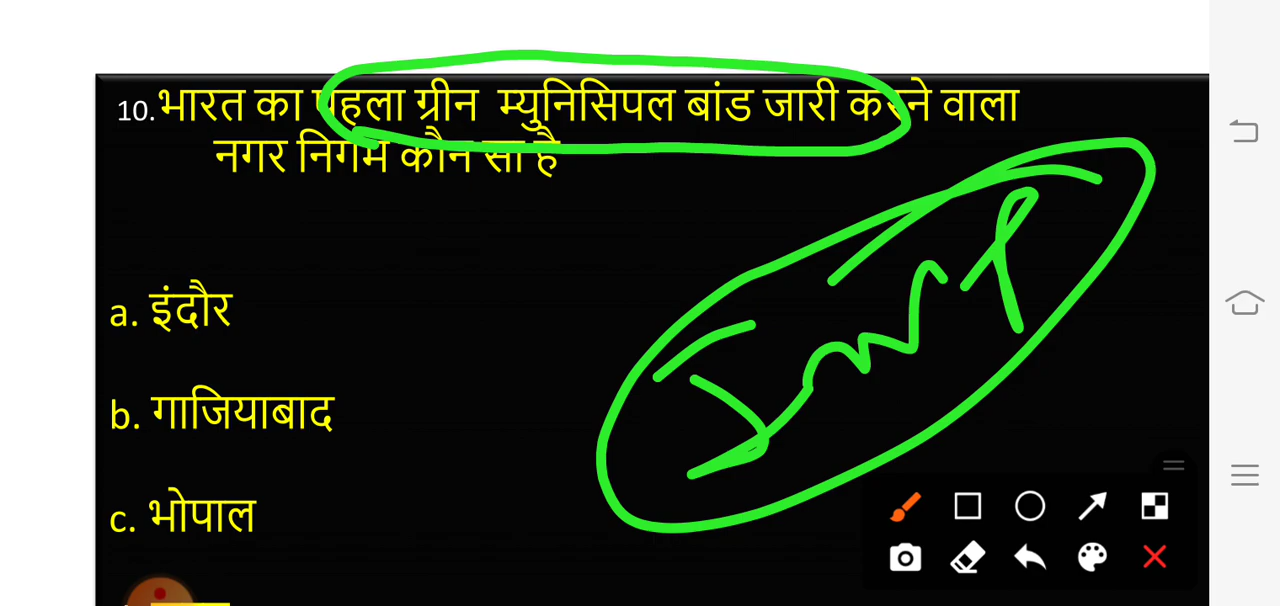 10. भारत का पहला ग्रीन म्युनिसिपल बांड जारी करने वाला
नगर निगम कौन सा है
Imp
a. इंदौर
b. गाजियाबाद
c. भोपाल